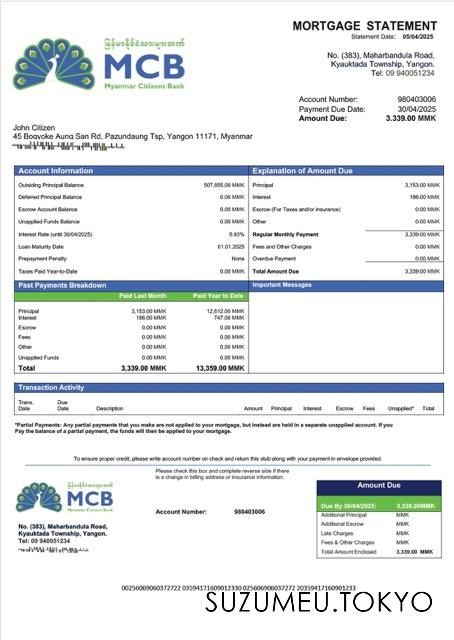 MORTGAGE STATEMENT
Statement Date: 05/04/2025
မြန်မာနိုင်ငံသားများဘဏ်
MCB
Myanmar Citizens Bank
No. (383), Maharbandula Road,
Kyauktada Township, Yangon.
Tel: 09 940051234
Account Number: 980403006
Payment Due Date: 30/04/2025
Amount Due: 3.339.00 MMK
John Citizen
45 Bogyoke Aung San Rd, Pazundaung Tsp, Yangon 11171, Myanmar
Account Information
Outsiding Principal Balance 507,655.00 MMK
Deferred Principal Balance 0.00 MMK
Escrow Account Balance 0.00 MMK
Unapplied Funds Balance 0.00 MMK
Interest Rate (until 30/04/2025) 5.93%
Loan Maturity Date 01.01.2025
Prepayment Penalty None
Taxes Paid Year-to-Date 0.00 MMK
Explanation of Amount Due
Principal 3,153.00 MMK
Interest 186.00 MMK
Escrow (For Taxes and/or insurance) 0.00 MMK
Other 0.00 MMK
Regular Monthly Payment 3,339.00 MMK
Fees and Other Charges 0.00 MMK
Overdue Payment 0.00 MMK
Total Amount Due 3,339.00 MMK
Past Payments Breakdown
Paid Last Month Paid Year to Date
Principal 3,153.00 MMK 12,612.00 MMK
Interest 186.00 MMK 747.00 MMK
Escrow 0.00 MMK 0.00 MMK
Fees 0.00 MMK 0.00 MMK
Other 0.00 MMK 0.00 MMK
Unapplied Funds 0.00 MMK 0.00 MMK
Total 3,339.00 MMK 13,359.00 MMK
Important Messages
Transaction Activity
Trans. Date Due Date Description Amount Principal Interest Escrow Fees Unapplied* Total
*Partial Payments: Any partial payments that you make are not applied to your mortgage, but instead are held in a separate unapplied account. if you
Pay the balance of a partial payment, the funds will then be applied to your mortgage.
To ensure proper credit, please write account number on check and return this stub along with your payment in envelope provided.
Please check this box and complete reverse side if there
is a change in billing address or insurance information.
မြန်မာနိုင်ငံသားများဘဏ်
MCB
Myanmar Citizens Bank
No. (383), Maharbandula Road,
Kyauktada Township, Yangon.
Tel: 09 940051234
Account Number: 980403006
Amount Due
Due By 30/04/2025: 3,339.00MMK
Additional Principal MMK
Additional Escrow MMK
Late Charges MMK
Fees & Other Charges MMK
Total Amount Enclosed 3,339.00 MMK
SUZUMEU.TOKYO